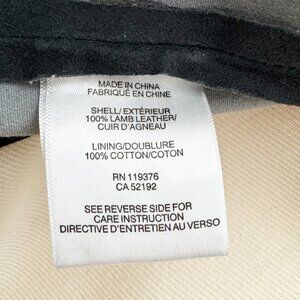 MADE IN CHINA
FABRIQUÉ EN CHINE
SHELL/EXTÉRIEUR
100% LAMB LEATHER/
CUIR D'AGNEAU
LINING/DOUBLURE
100% COTTON/COTON
RN 119376
CA 52192
SEE REVERSE SIDE FOR
CARE INSTRUCTION
DIRECTIVE D'ENTRETIEN AU VERSO